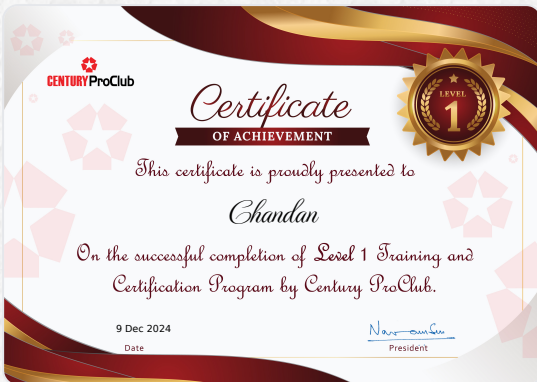 CENTURY ProClub
LEVEL
1
Certificate
OF ACHIEVEMENT
This certificate is proudly presented to
Chandan
On the successful completion of Level 1 Training and
Certification Program by Century ProClub.
9 Dec 2024
Date
President